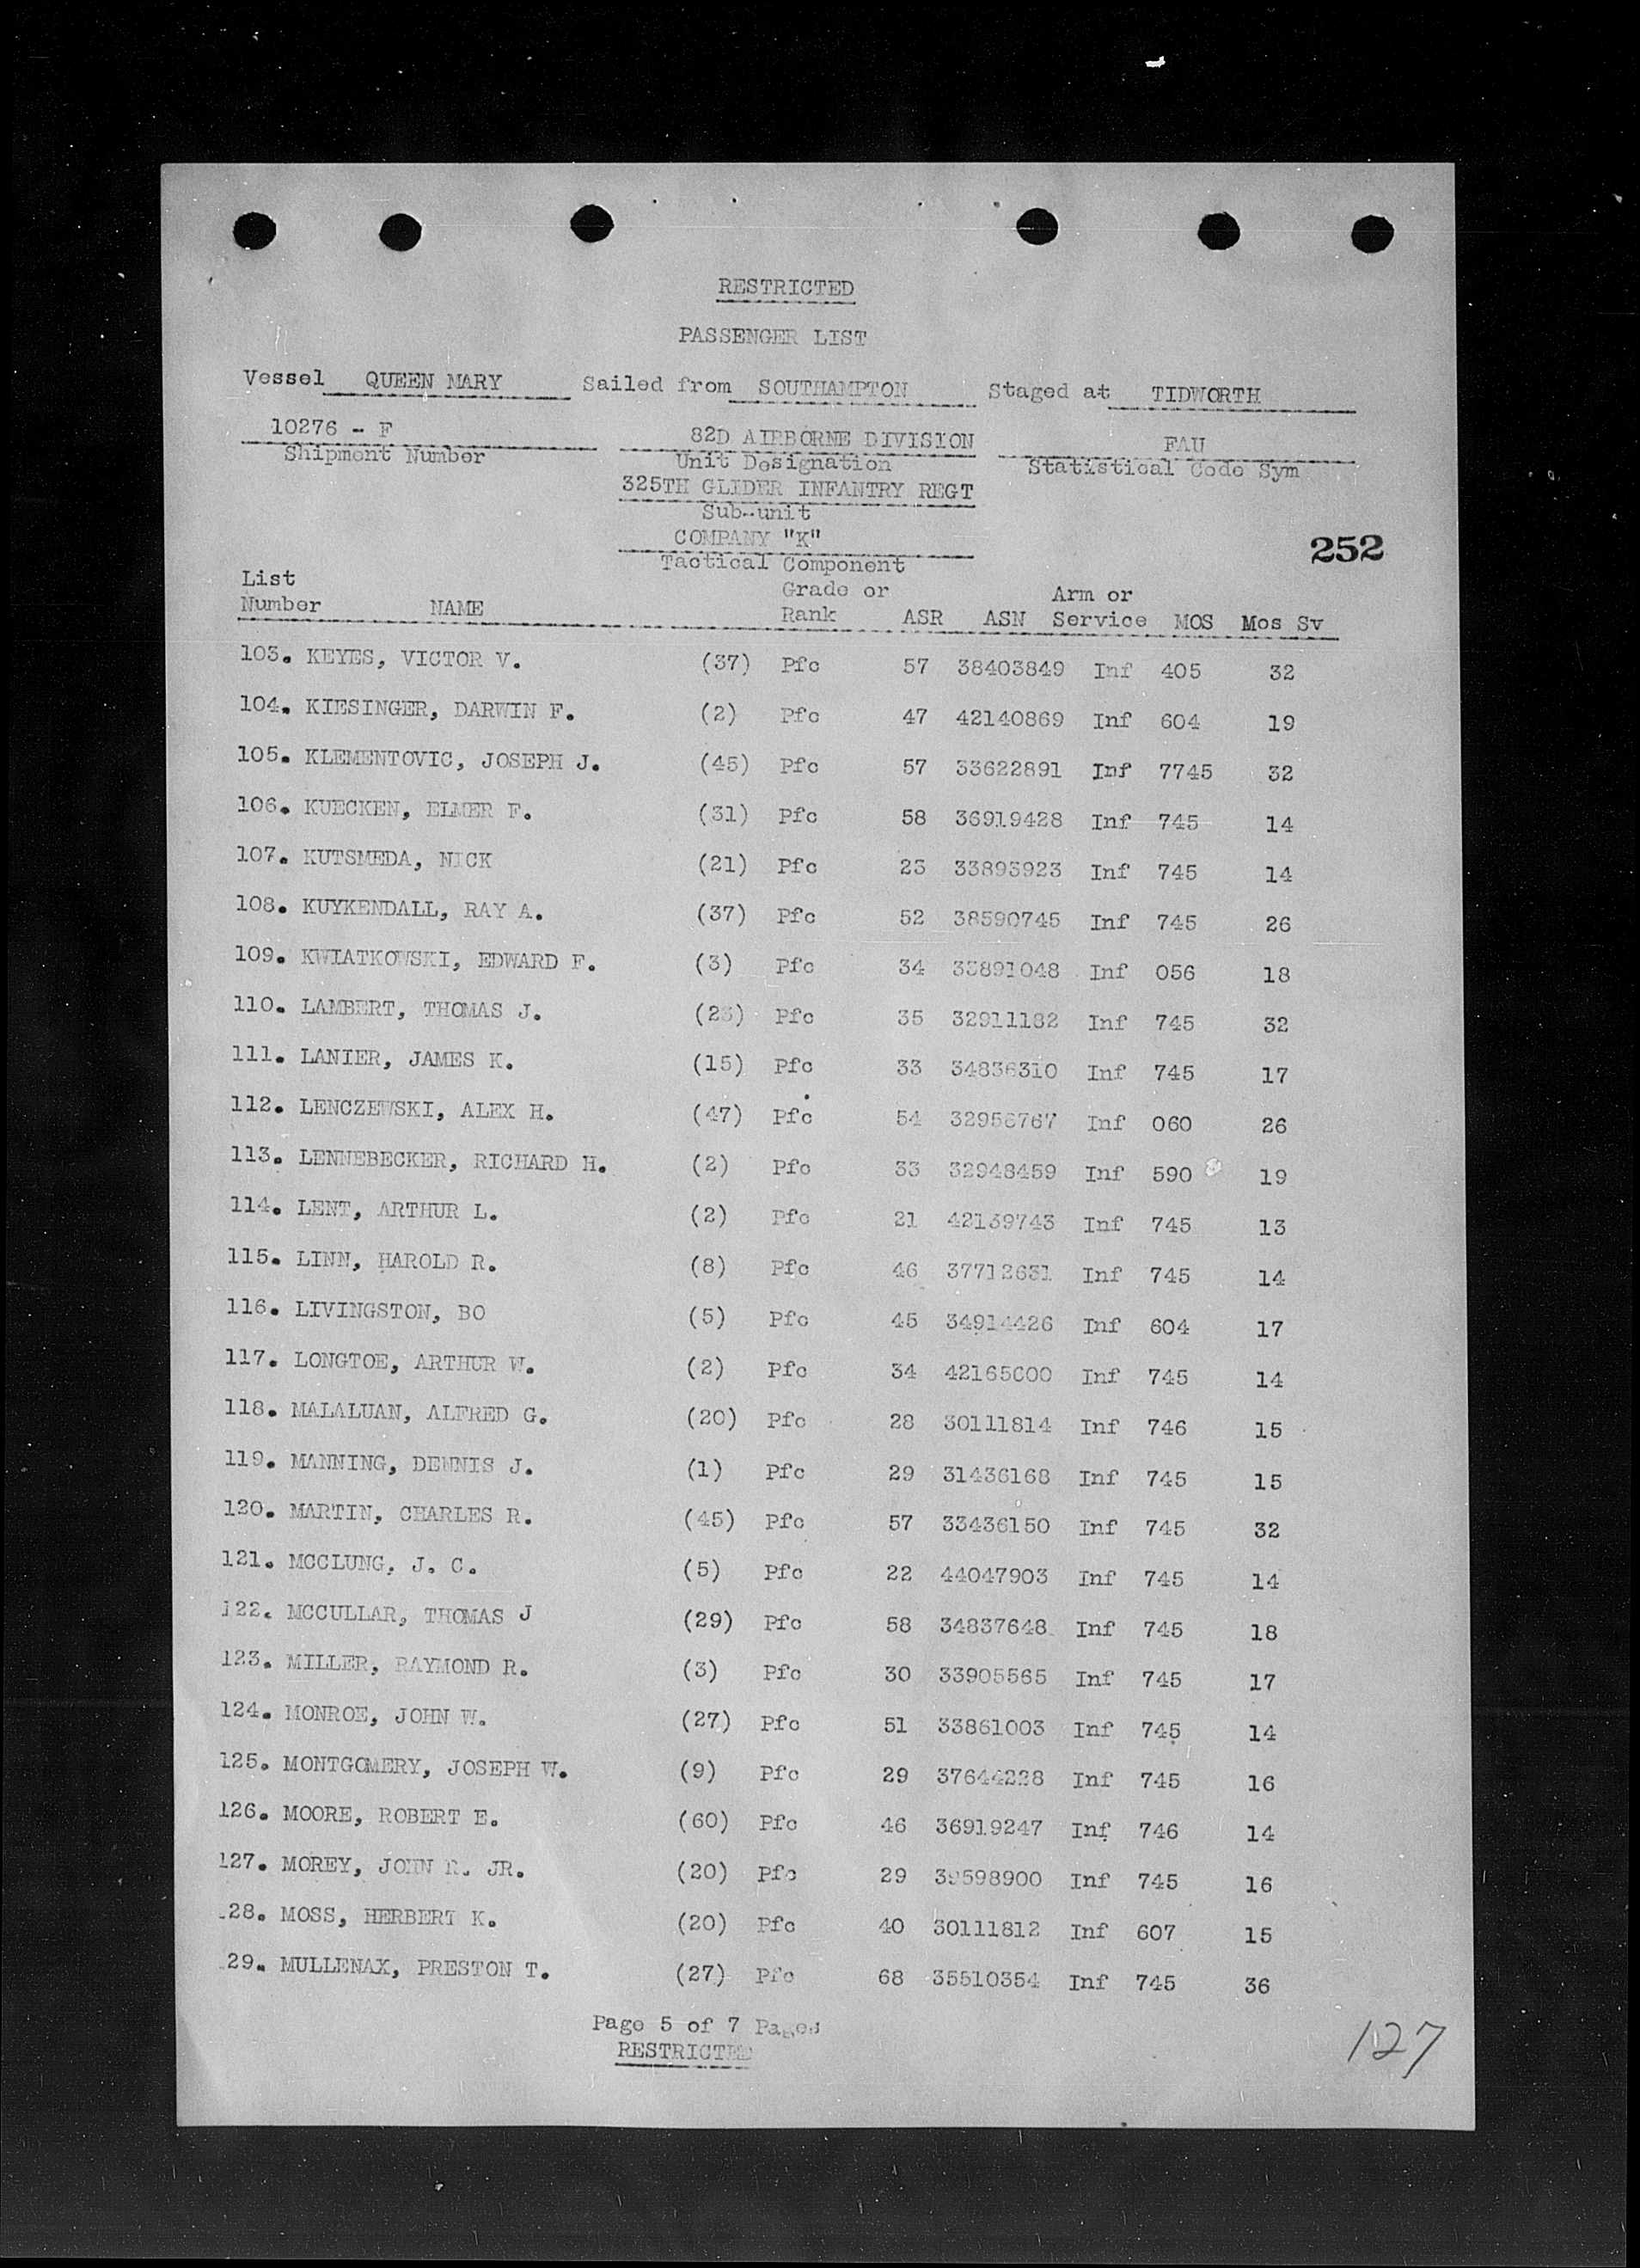 RESTRICTED
PASSENGER LIST
Vessel QUEEN MARY Sailed from SOUTHAMPTON Staged at TIDWORTH
10276 - F 82D AIRBORNE DIVISION FAU
Shipment Number Unit Designation Statistical Code Sym
325TH GLIDER INFANTRY REGT
Sub-unit
COMPANY "K"
252
Tactical Component
List Grade or Arm or
Number NAME Rank ASR ASN Service MOS Mos Sv
103. KEYES, VICTOR V. (37) Pfc 57 38403849 Inf 405 32
104. KIESINGER, DARWIN F. (2) Pfc 47 42140869 Inf 604 19
105. KLEMENTOVIC, JOSEPH J. (45) Pfc 57 33622891 Inf 7745 32
106. KUECKEN, ELMER F. (31) Pfc 58 36919428 Inf 745 14
107. KUTSMEDA, NICK (21) Pfc 23 33893923 Inf 745 14
108. KUYKENDALL, RAY A. (37) Pfc 52 38590745 Inf 745 26
109. KWIATKOWSKI, EDWARD F. (3) Pfc 34 33891048 Inf 056 18
110. LAMBERT, THOMAS J. (23) Pfc 35 32911182 Inf 745 32
111. LANIER, JAMES K. (15) Pfc 33 34836310 Inf 745 17
112. LENCZEWSKI, ALEX H. (47) Pfc 54 Inf 060 26
113. LENNEBECKER, RICHARD H. (2) Pfc 33 32948459 Inf 590 19
114. LENT, ARTHUR L. (2) Pfc 21 42139743 Inf 745 13
115. LINN, HAROLD R. (8) Pfc 46 37712631 Inf 745 14
116. LIVINGSTON, BO (5) Pfc 45 34914426 Inf 604 17
117. LONGTOE, ARTHUR W. (2) Pfc 34 42165000 Inf 745 14
118. MALALUAN, ALFRED G. (20) Pfc 28 30111814 Inf 746 15
119. MANNING, DENNIS J. (1) Pfc 29 31436168 Inf 745 15
120. MARTIN, CHARLES R. (45) Pfc 57 33436150 Inf 745 32
121. MCCLUNG, J. C. (5) Pfc 22 44047903 Inf 745 14
122. MCCULLAR, THOMAS J (29) Pfc 58 34837648 Inf 745 18
123. MILLER, RAYMOND R. (3) Pfc 30 33905565 Inf 745 17
124. MONROE, JOHN W. (27) Pfc 51 33861003 Inf 745 14
125. MONTGOMERY, JOSEPH W. (9) Pfc 29 37644238 Inf 745 16
126. MOORE, ROBERT E. (60) Pfc 46 36919247 Inf 746 14
127. MOREY, JOHN R. JR. (20) Pfc 29 Inf 745 16
28. MOSS, HERBERT K. (20) Pfc 40 30111812 Inf 607 15
29. MULLENAX, PRESTON T. (27) Pfc 68 35510354 Inf 745 36
Page 5 of 7 Pages
RESTRICTED
127